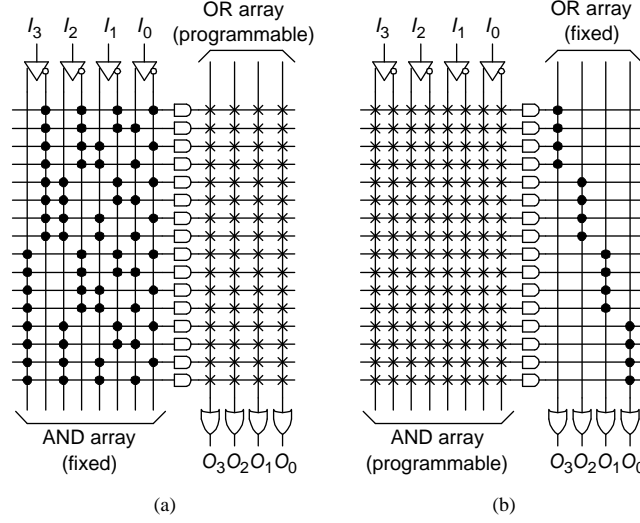 OR array
(programmable)
I3 I2 I1 I0
AND array
(fixed)
O3 O2 O1 O0
(a)
OR array
(fixed)
I3 I2 I1 I0
AND array
(programmable)
O3 O2 O1 O0
(b)